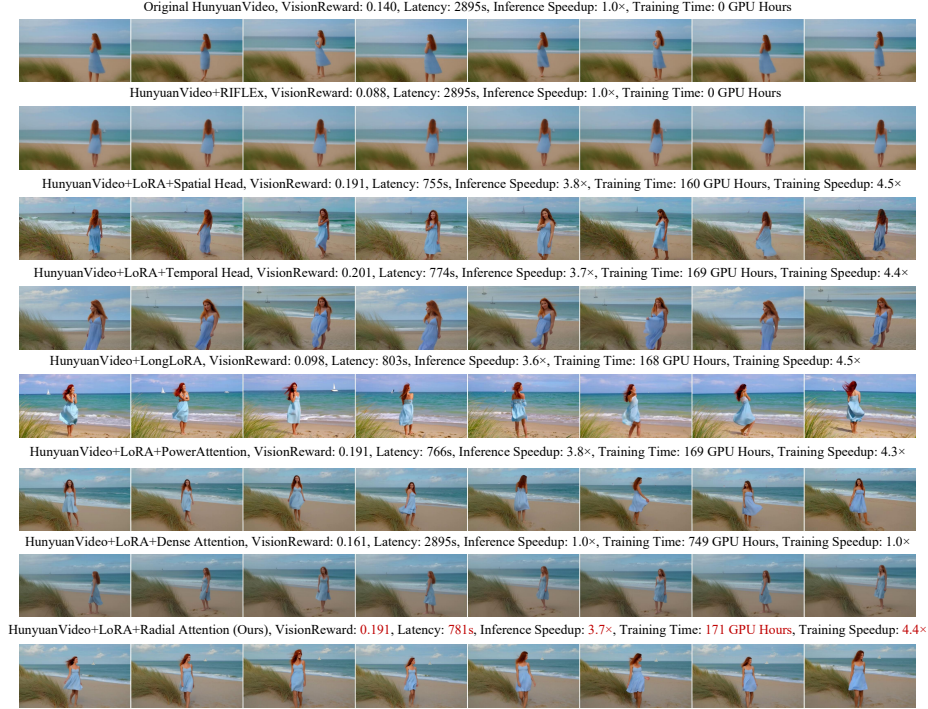 Original HunyuanVideo, VisionReward: 0.140, Latency: 2895s, Inference Speedup: 1.0×, Training Time: 0 GPU Hours
HunyuanVideo+RIFLEx, VisionReward: 0.088, Latency: 2895s, Inference Speedup: 1.0×, Training Time: 0 GPU Hours
HunyuanVideo+LoRA+Spatial Head, VisionReward: 0.191, Latency: 755s, Inference Speedup: 3.8×, Training Time: 160 GPU Hours, Training Speedup: 4.5×
HunyuanVideo+LoRA+Temporal Head, VisionReward: 0.201, Latency: 774s, Inference Speedup: 3.7×, Training Time: 169 GPU Hours, Training Speedup: 4.4×
HunyuanVideo+LongLoRA, VisionReward: 0.098, Latency: 803s, Inference Speedup: 3.6×, Training Time: 168 GPU Hours, Training Speedup: 4.5×
HunyuanVideo+LoRA+PowerAttention, VisionReward: 0.191, Latency: 766s, Inference Speedup: 3.8×, Training Time: 169 GPU Hours, Training Speedup: 4.3×
HunyuanVideo+LoRA+Dense Attention, VisionReward: 0.161, Latency: 2895s, Inference Speedup: 1.0×, Training Time: 749 GPU Hours, Training Speedup: 1.0×
HunyuanVideo+LoRA+Radial Attention (Ours), VisionReward: 0.191, Latency: 781s, Inference Speedup: 3.7×, Training Time: 171 GPU Hours, Training Speedup: 4.4×